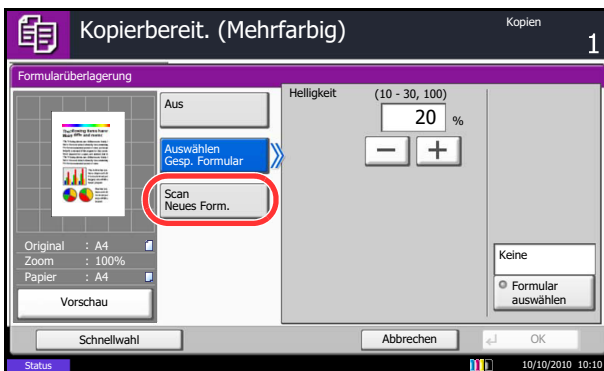 Kopierbereit. (Mehrfarbig)
Kopien
1
Formularüberlagerung
Aus
Auswählen
Gesp. Formular
Scan
Neues Form.
Helligkeit
(10 - 30, 100)
20 %
Original : A4
Zoom : 100%
Papier : A4
Vorschau
Keine
Formular
auswählen
Schnellwahl
Abbrechen
OK
Status
10/10/2010 10:10